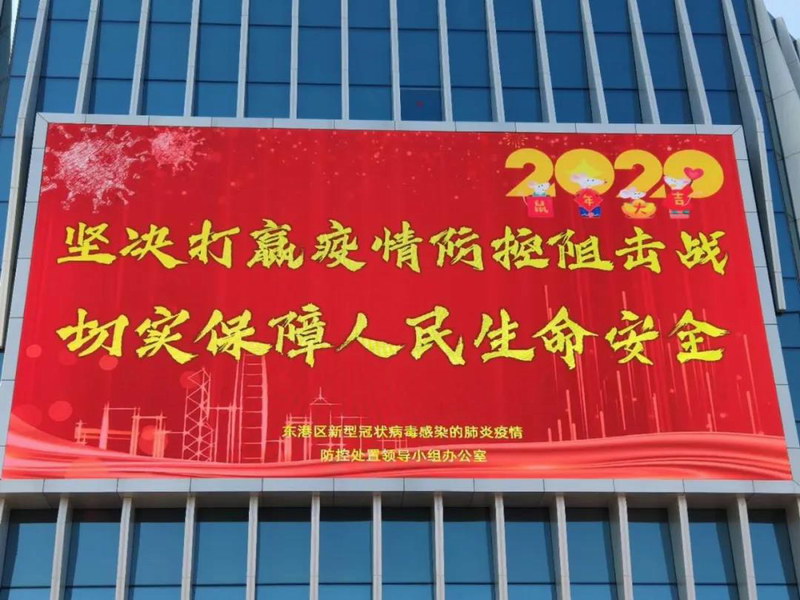 2020
鼠年大吉
坚决打赢疫情防控阻击战
切实保障人民生命安全
东港区新型冠状病毒感染的肺炎疫情
防控处置领导小组办公室